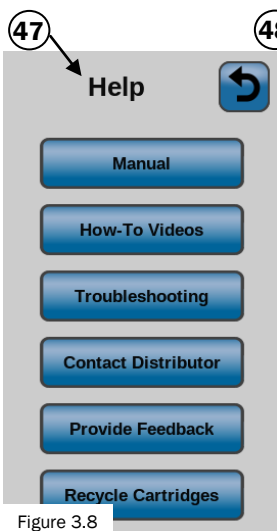 47
48
Help
Manual
How-To Videos
Troubleshooting
Contact Distributor
Provide Feedback
Recycle Cartridges
Figure 3.8